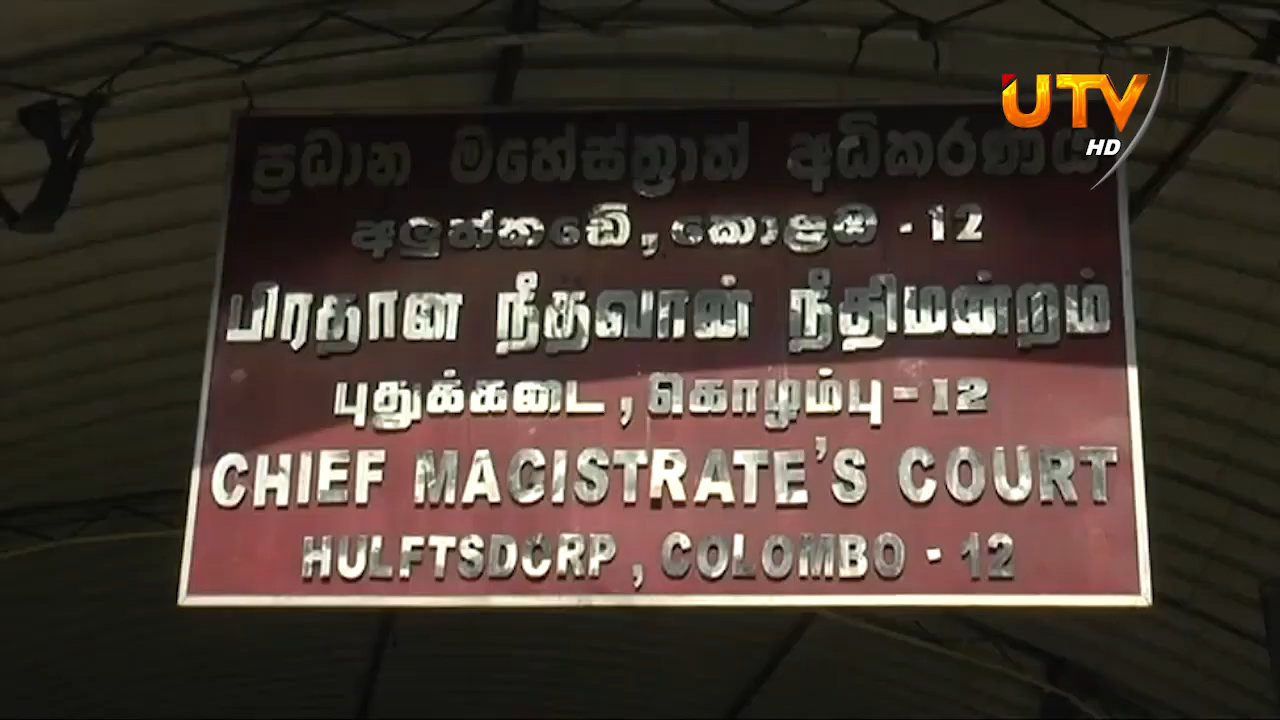 UTV
HD
ප්‍රධාන මහේස්ත්‍රාත් අධිකරණය
අලුත්කඩේ, කොළඹ - 12
பிரதான நீதவான் நீதிமன்றம்
புதுக்கடை, கொழும்பு - 12
CHIEF MAGISTRATE'S COURT
HULFTSDORP, COLOMBO - 12